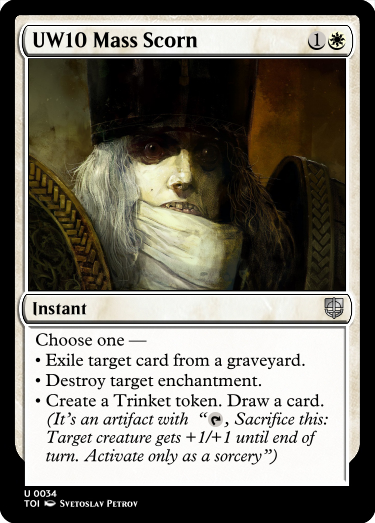 UW10 Mass Scorn 1
Instant
Choose one —
• Exile target card from a graveyard.
• Destroy target enchantment.
• Create a Trinket token. Draw a card.
(It's an artifact with “, Sacrifice this:
Target creature gets +1/+1 until end of
turn. Activate only as a sorcery”)
U 0034
TOI Svetoslav Petrov